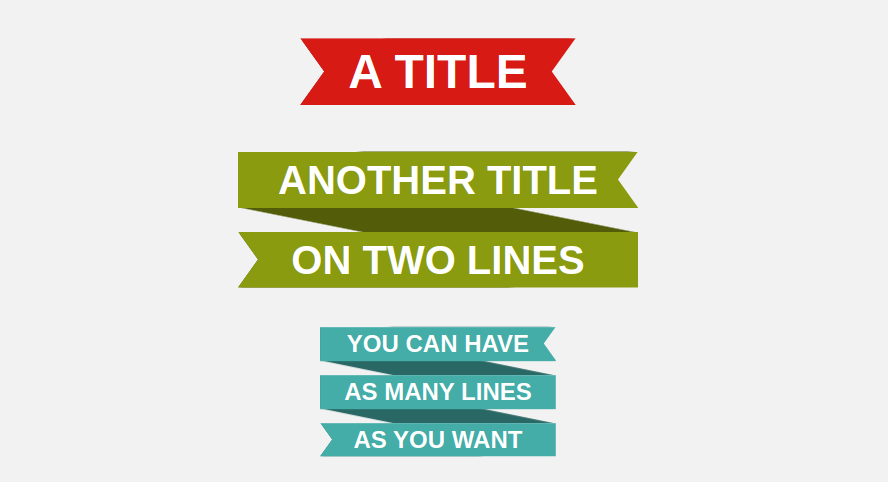 A TITLE
ANOTHER TITLE
ON TWO LINES
YOU CAN HAVE
AS MANY LINES
AS YOU WANT